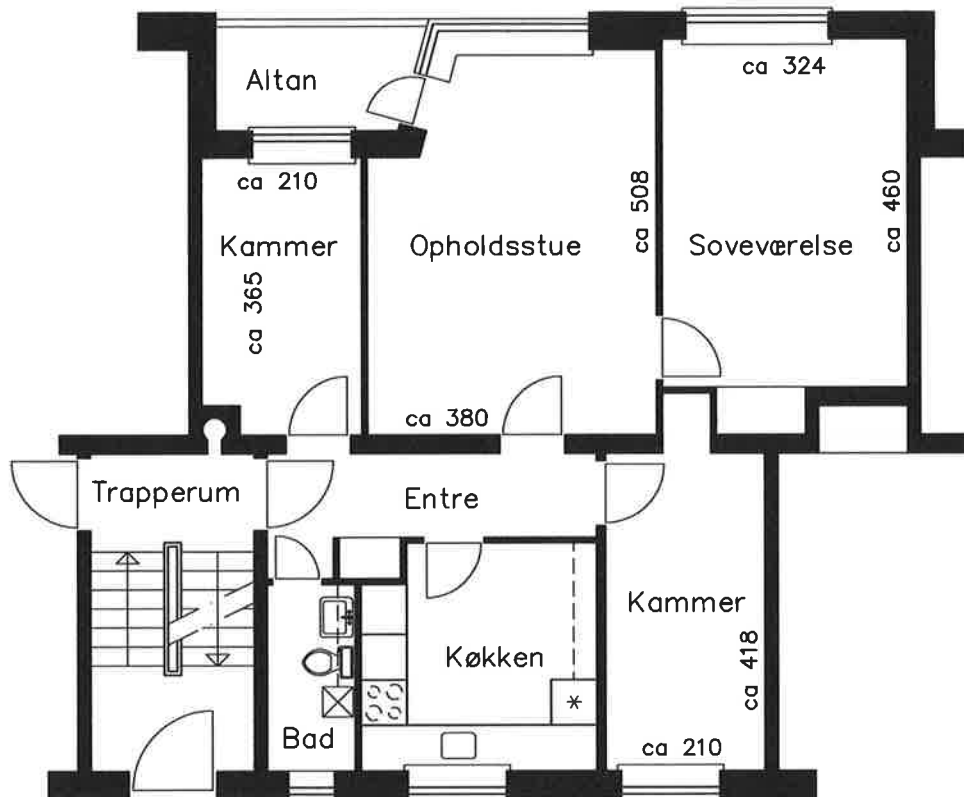 ca 324
Altan
ca 210
Kammer
Opholdsstue
ca 508
Soveværelse
ca 460
ca 365
ca 380
Trapperum
Entre
Kammer
Køkken
ca 418
*
Bad
ca 210